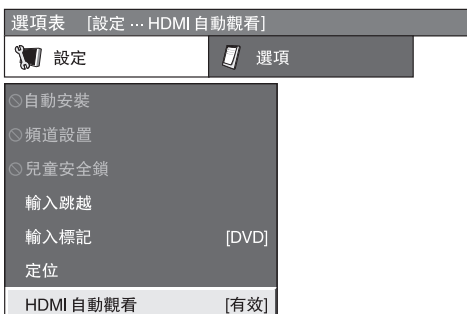 選項表 [設定 ··· HDMI 自動觀看]
設定 選項
自動安裝
頻道設置
兒童安全鎖
輸入跳越
輸入標記 [DVD]
定位
HDMI 自動觀看 [有效]